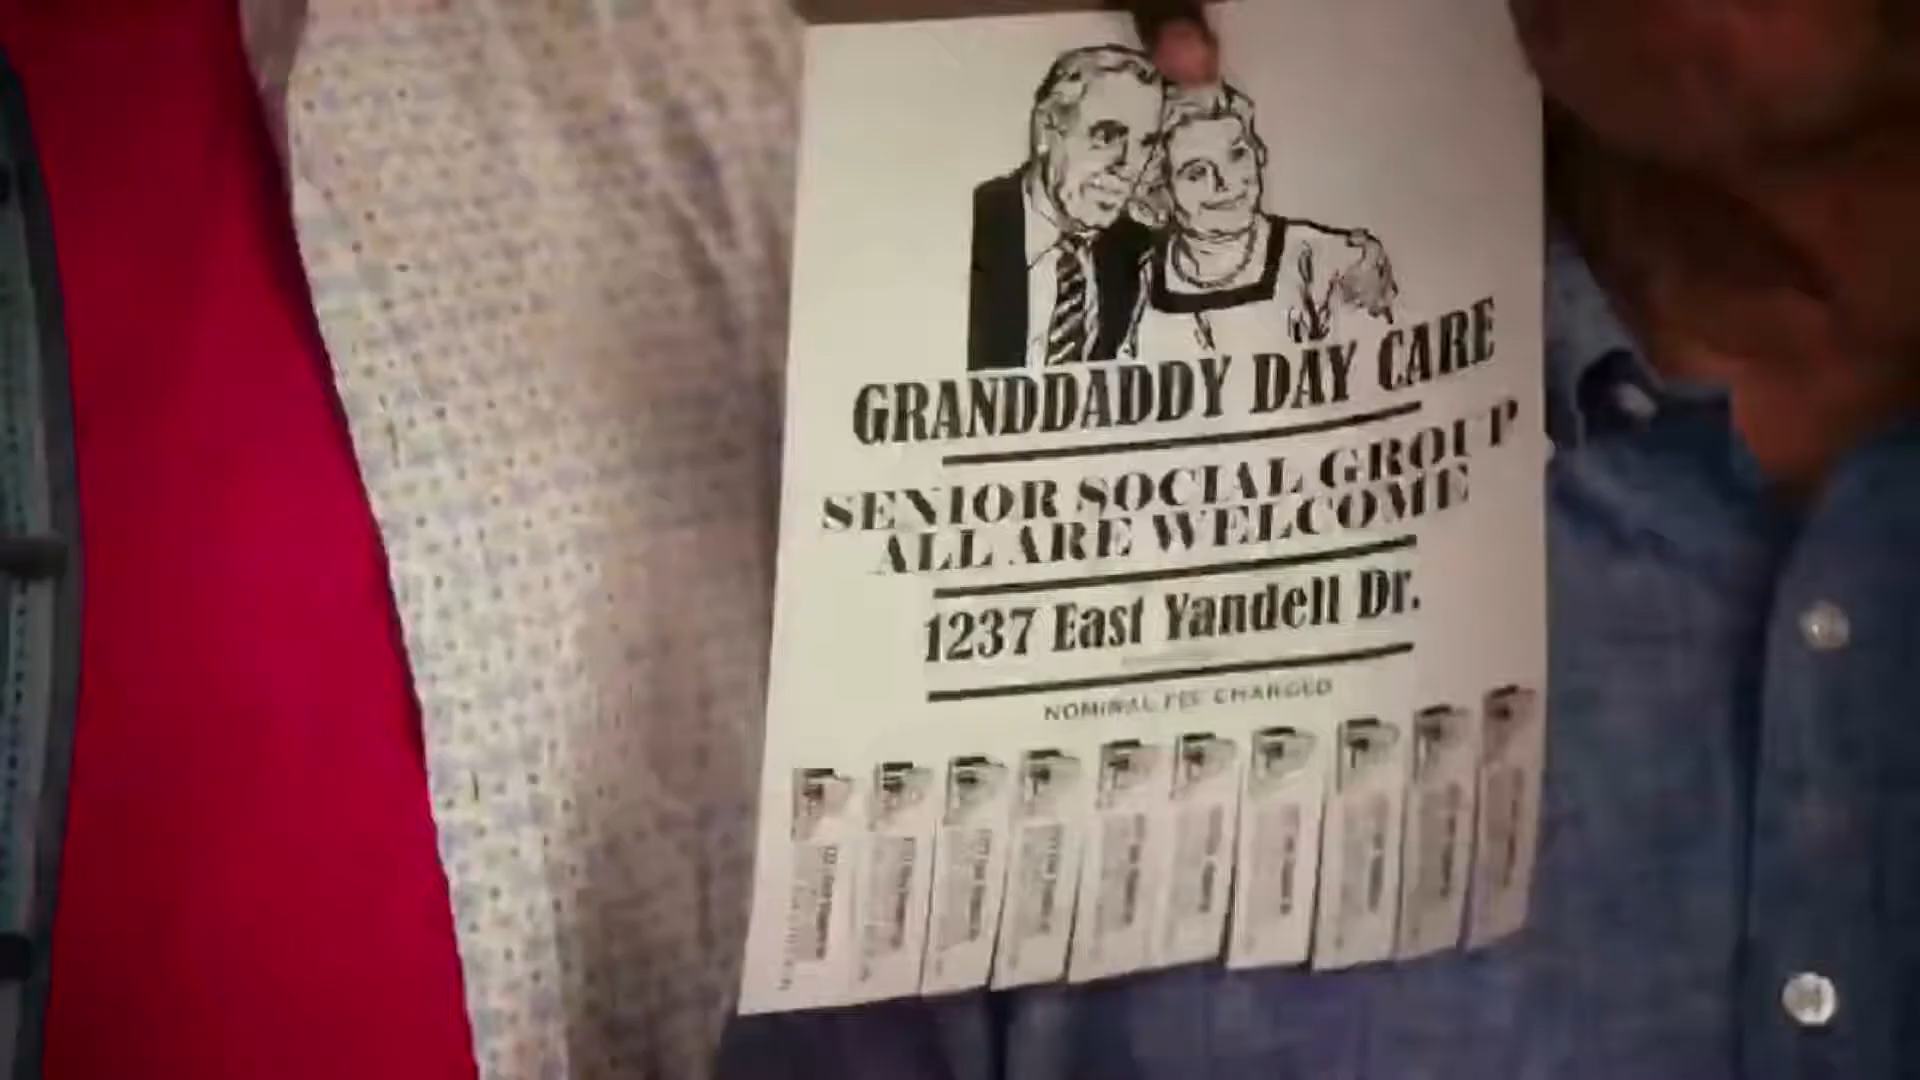 GRANDDADDY DAY CARE
SENIOR SOCIAL GROUP
ALL ARE WELCOME
1237 East Yandell Dr.
NOMINAL FEE CHARGED